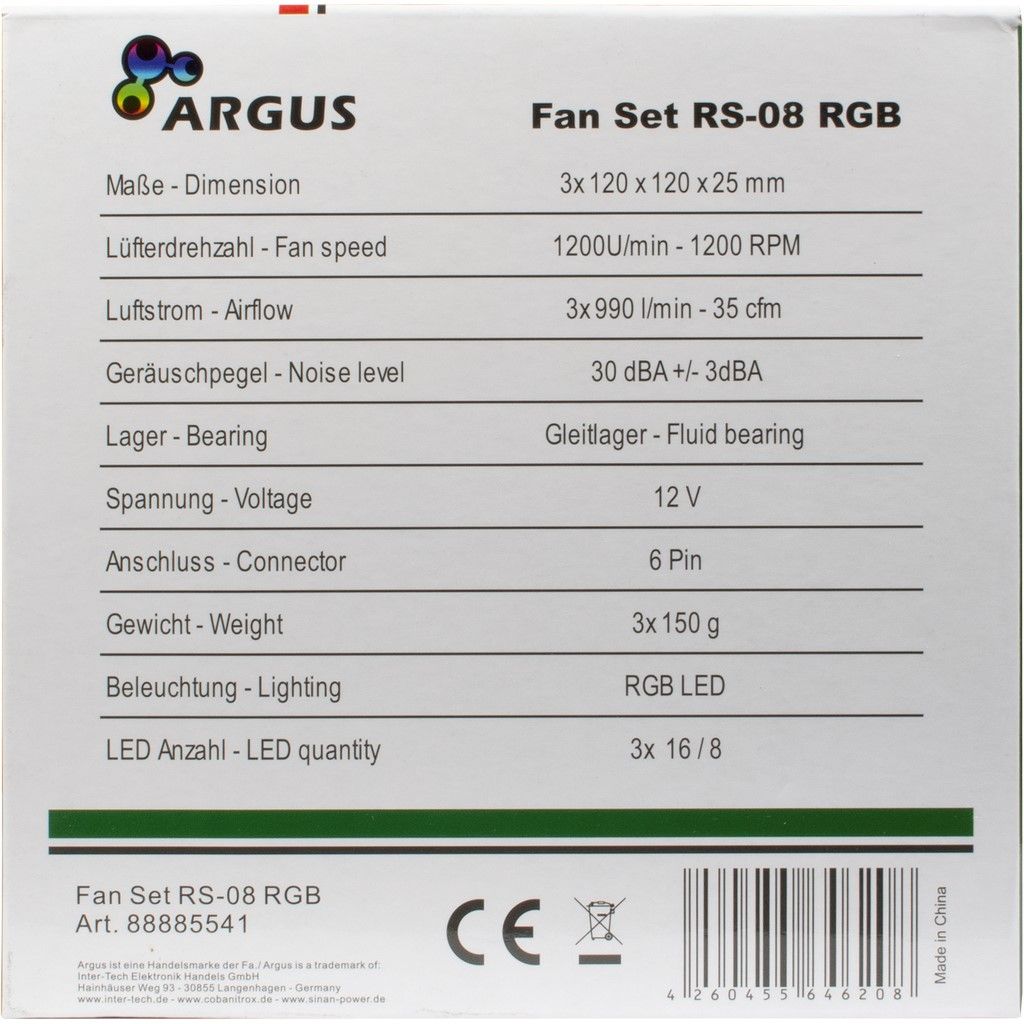 ARGUS
Fan Set RS-08 RGB
Maße - Dimension 3x 120 x 120 x 25 mm
Lüfterdrehzahl - Fan speed 1200U/min - 1200 RPM
Luftstrom - Airflow 3x 990 l/min - 35 cfm
Geräuschpegel - Noise level 30 dBA +/- 3dBA
Lager - Bearing Gleitlager - Fluid bearing
Spannung - Voltage 12 V
Anschluss - Connector 6 Pin
Gewicht - Weight 3x 150 g
Beleuchtung - Lighting RGB LED
LED Anzahl - LED quantity 3x 16 / 8
Fan Set RS-08 RGB
Art. 88885541
Argus ist eine Handelsmarke der Fa./ Argus is a trademark of:
Inter-Tech Elektronik Handels GmbH
Hainhäuser Weg 93 - 30855 Langenhagen - Germany
www.inter-tech.de - www.cobanitrox.de - www.sinan-power.de
CE
4 260455 646208
Made in China